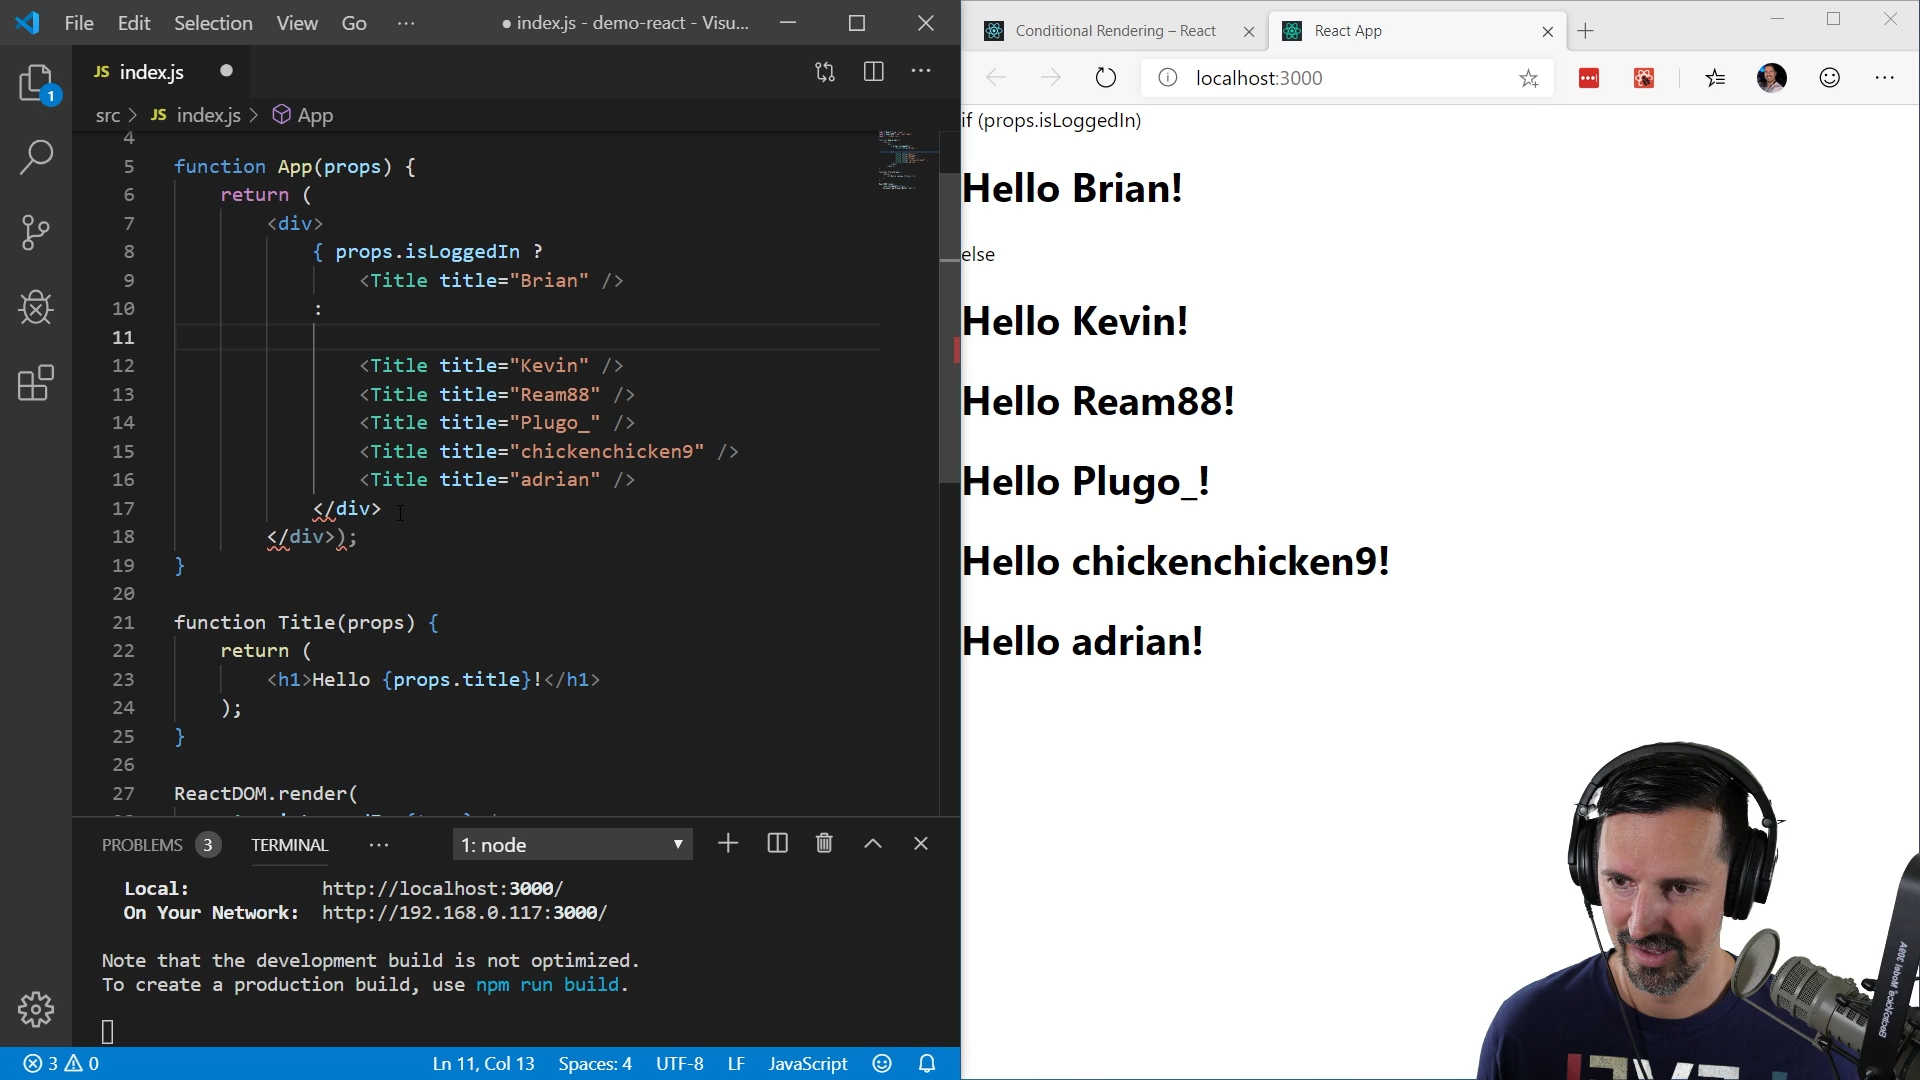 File Edit Selection View Go ··· ● index.js - demo-react - Visu...
JS index.js
1
src > JS index.js > App
4
5 function App(props) {
6 return (
7 <div>
8 { props.isLoggedIn ?
9 <Title title="Brian" />
10 :
11
12 <Title title="Kevin" />
13 <Title title="Ream88" />
14 <Title title="Plugo_" />
15 <Title title="chickenchicken9" />
16 <Title title="adrian" />
17 </div>
18 </div>);
19 }
20
21 function Title(props) {
22 return (
23 <h1>Hello {props.title}!</h1>
24 );
25 }
26
27 ReactDOM.render(
PROBLEMS 3 TERMINAL ··· 1: node
Local: http://localhost:3000/
On Your Network: http://192.168.0.117:3000/
Note that the development build is not optimized.
To create a production build, use npm run build.
3 0 Ln 11, Col 13 Spaces: 4 UTF-8 LF JavaScript
Conditional Rendering – React
React App
localhost:3000
if (props.isLoggedIn)
Hello Brian!
else
Hello Kevin!
Hello Ream88!
Hello Plugo_!
Hello chickenchicken9!
Hello adrian!